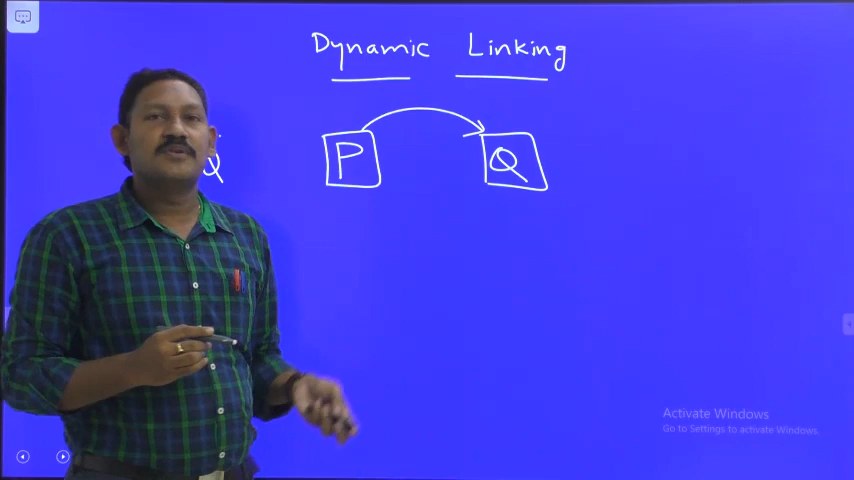 Dynamic Linking
Q
P Q
Activate Windows
Go to Settings to activate Windows.